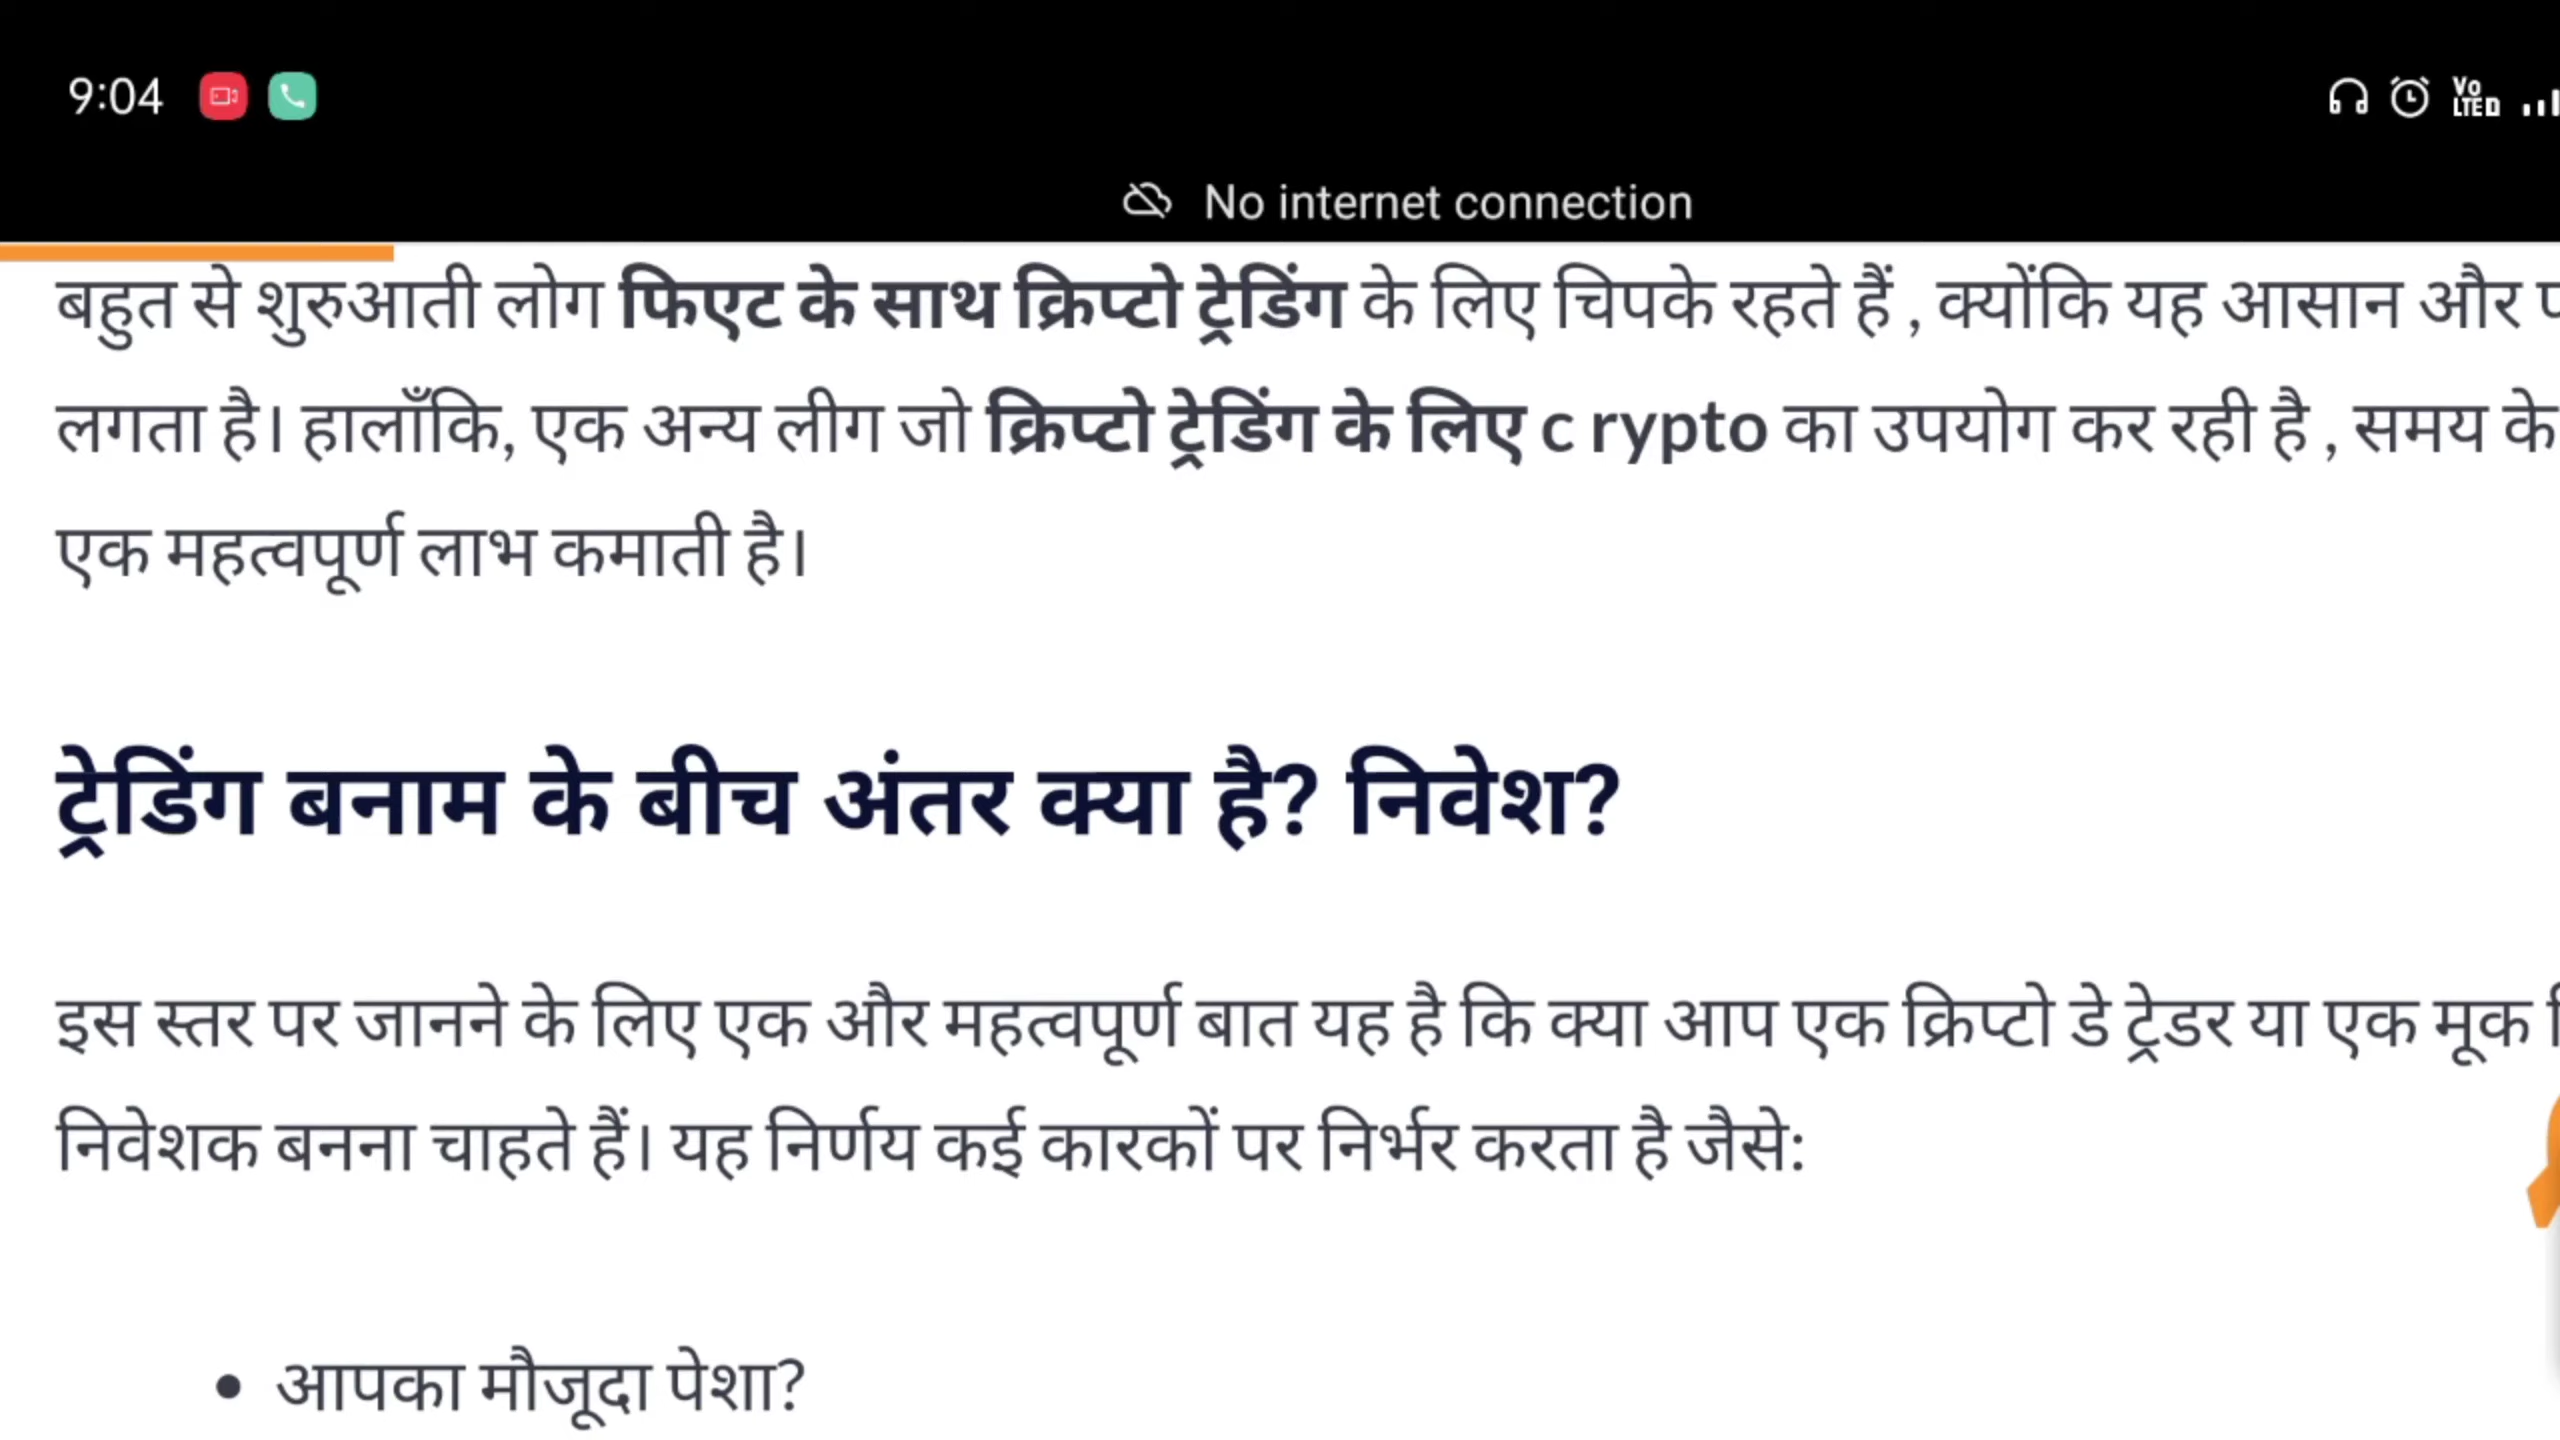 9:04
Vo LTE D
No internet connection
बहुत से शुरुआती लोग फिएट के साथ क्रिप्टो ट्रेडिंग के लिए चिपके रहते हैं , क्योंकि यह आसान और
लगता है। हालाँकि, एक अन्य लीग जो क्रिप्टो ट्रेडिंग के लिए c rypto का उपयोग कर रही है , समय के
एक महत्वपूर्ण लाभ कमाती है।
ट्रेडिंग बनाम के बीच अंतर क्या है? निवेश?
इस स्तर पर जानने के लिए एक और महत्वपूर्ण बात यह है कि क्या आप एक क्रिप्टो डे ट्रेडर या एक मूक
निवेशक बनना चाहते हैं। यह निर्णय कई कारकों पर निर्भर करता है जैसे:
• आपका मौजूदा पेशा?